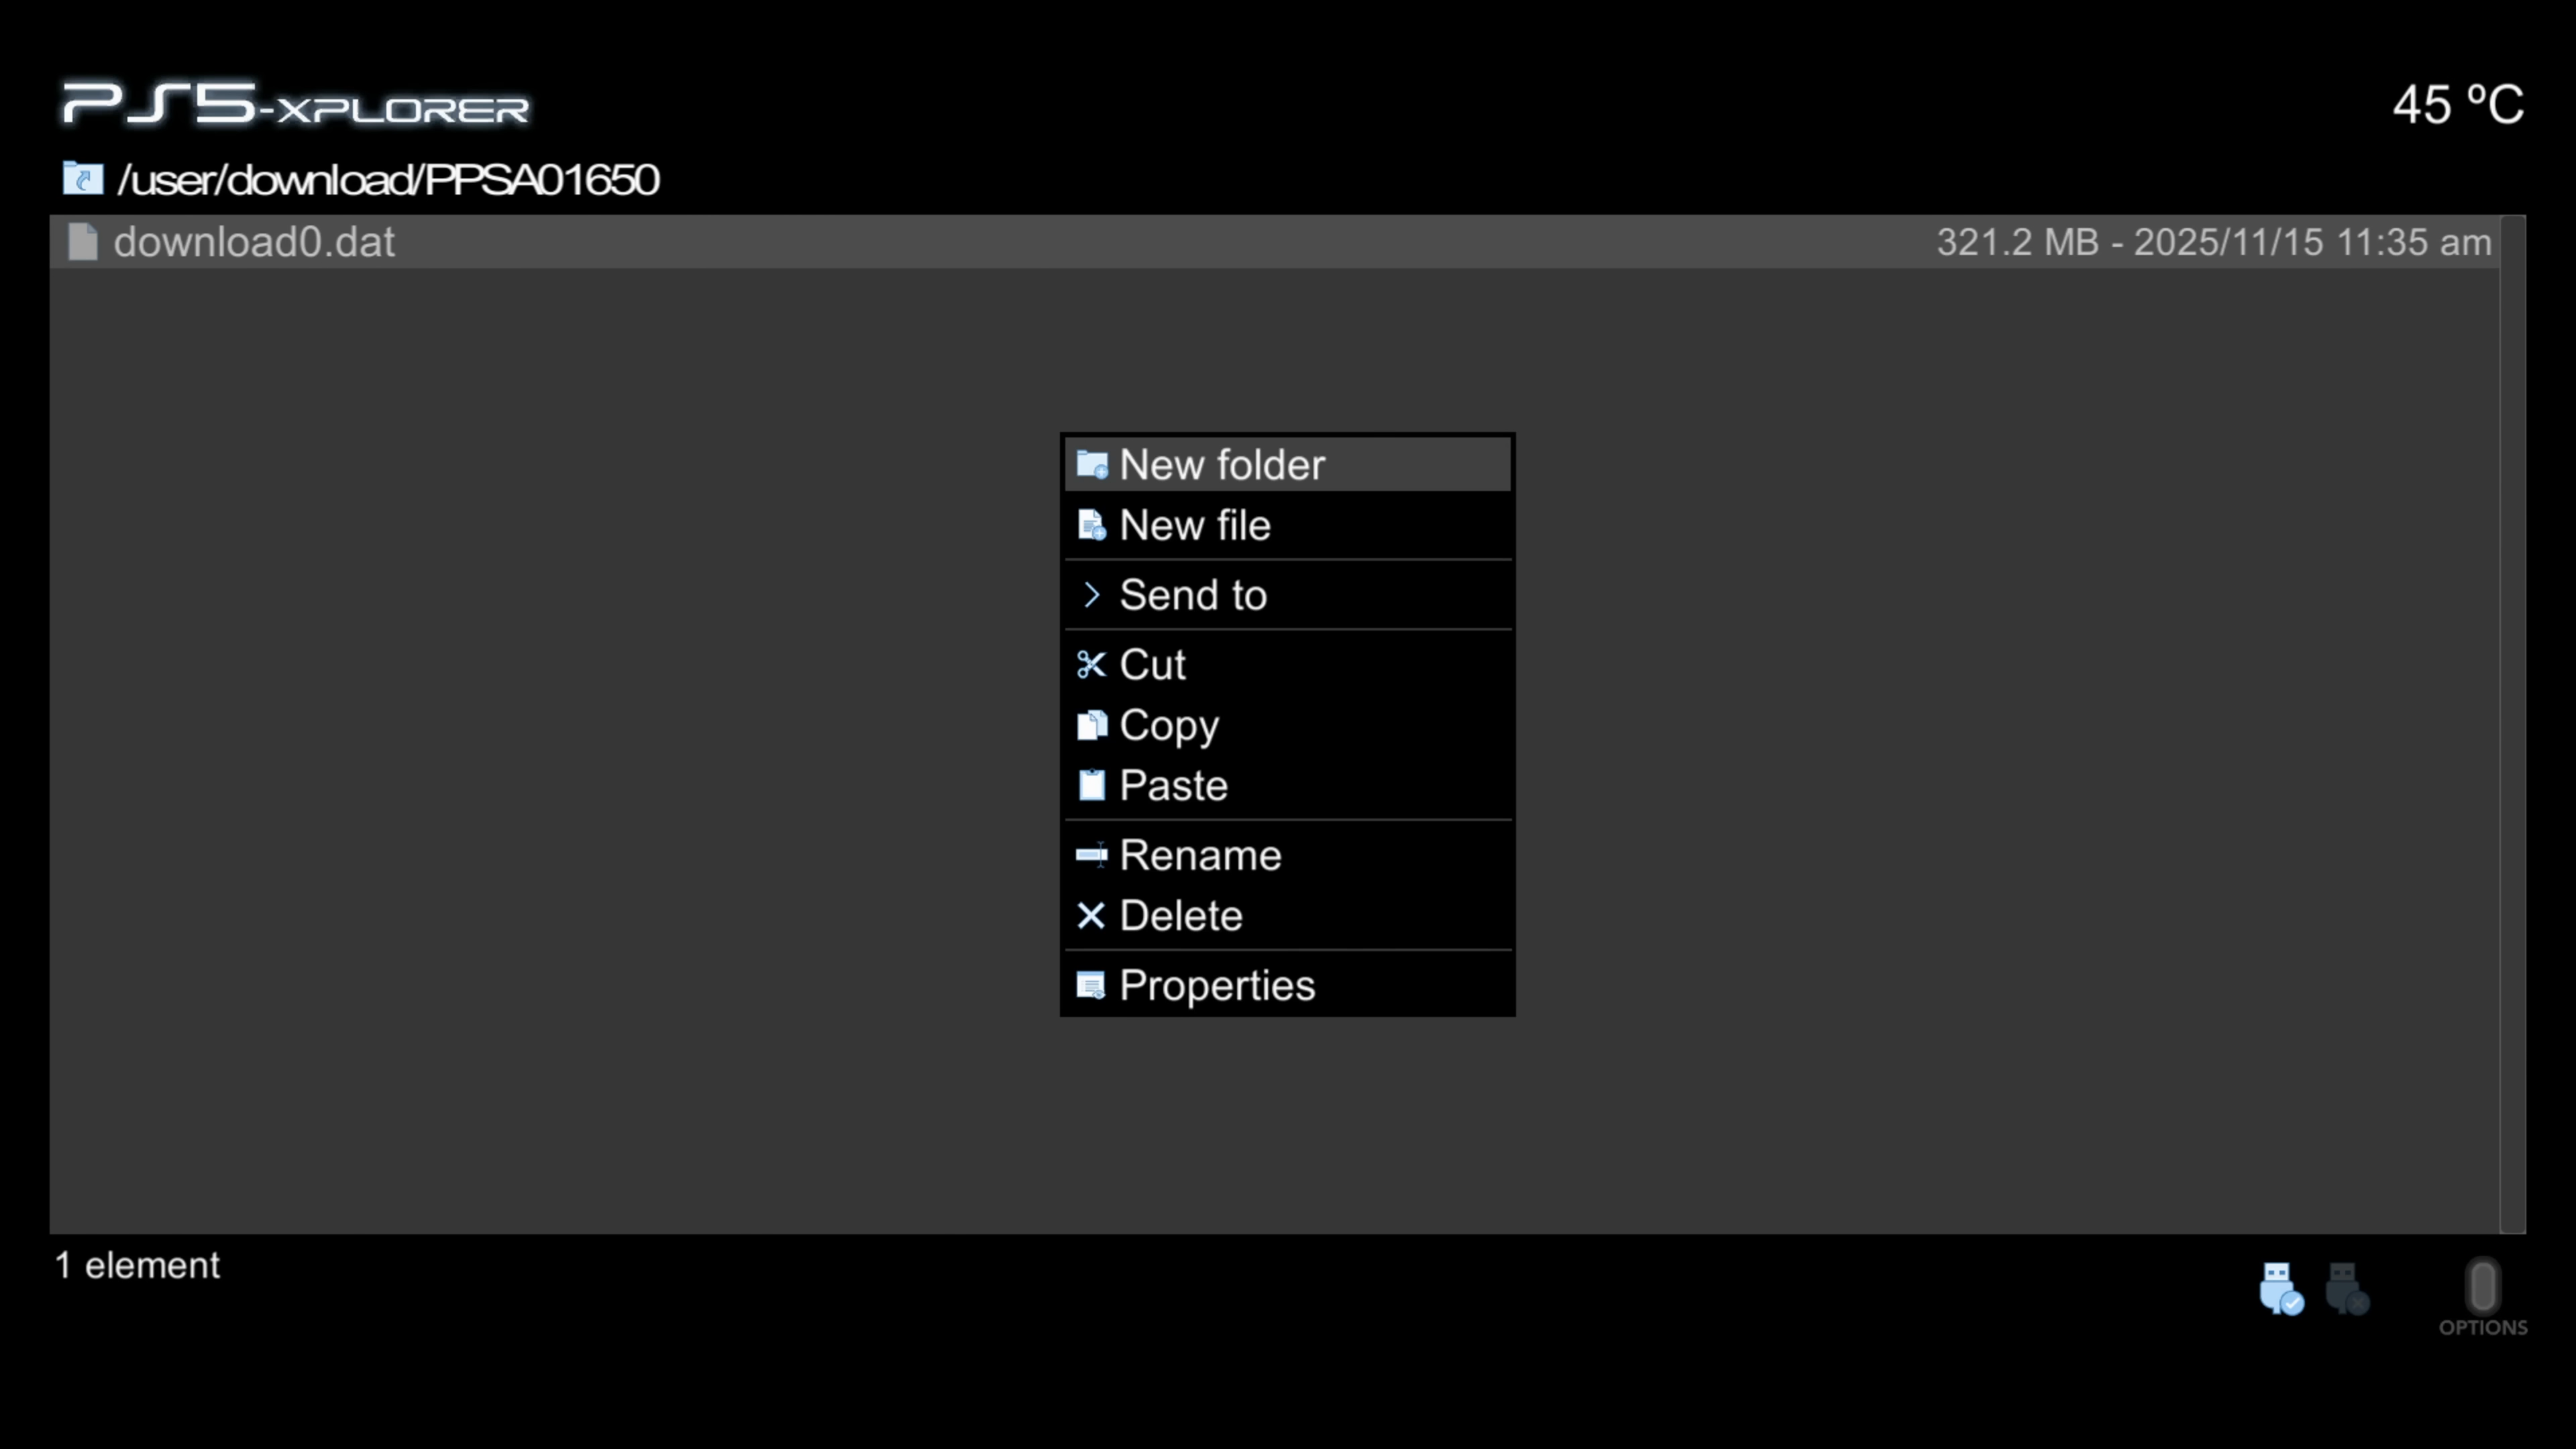 PS5-XPLORER
45 ºC
/user/download/PPSA01650
download0.dat 321.2 MB - 2025/11/15 11:35 am
New folder
New file
Send to
Cut
Copy
Paste
Rename
Delete
Properties
1 element
OPTIONS